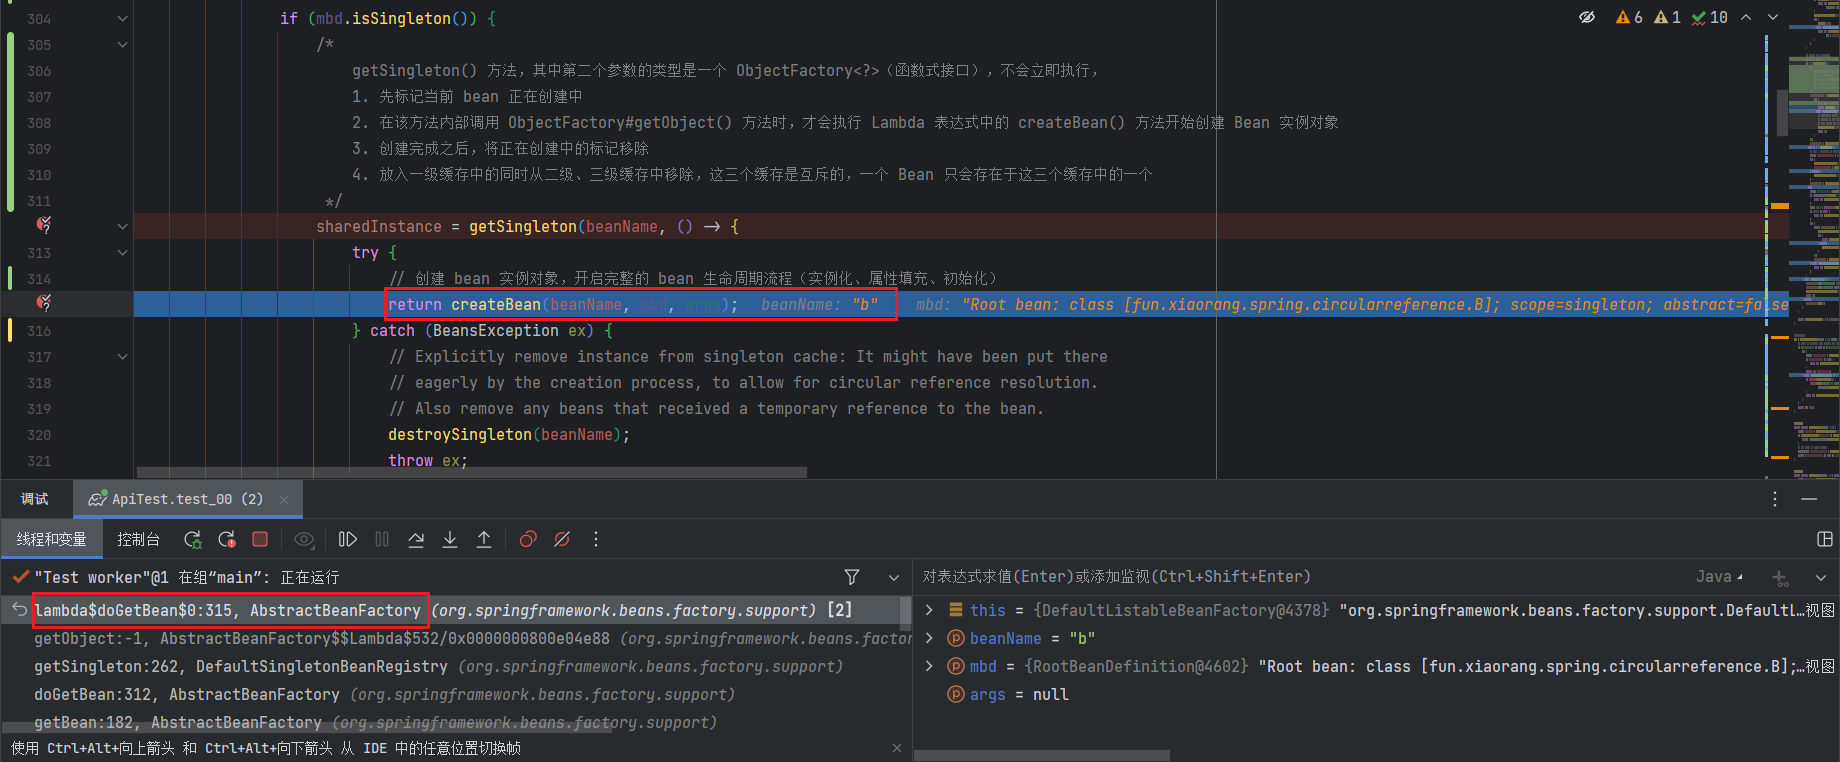 304 if (mbd.isSingleton()) {
6 1 10
305 /*
306 getSingleton() 方法，其中第二个参数的类型是一个 ObjectFactory<?>（函数式接口），不会立即执行，
307 1. 先标记当前 bean 正在创建中
308 2. 在该方法内部调用 ObjectFactory#getObject() 方法时，才会执行 Lambda 表达式中的 createBean() 方法开始创建 Bean 实例对象
309 3. 创建完成之后，将正在创建中的标记移除
310 4. 放入一级缓存中的同时从二级、三级缓存中移除，这三个缓存是互斥的，一个 Bean 只会存在于这三个缓存中的一个
311 */
sharedInstance = getSingleton(beanName, () -> {
313 try {
314 // 创建 bean 实例对象，开启完整的 bean 生命周期流程（实例化、属性填充、初始化）
return createBean(beanName, mbd, args); beanName: "b" mbd: "Root bean: class [fun.xiaorang.spring.circularreference.B]; scope=singleton; abstract=false
316 } catch (BeansException ex) {
317 // Explicitly remove instance from singleton cache: It might have been put there
318 // eagerly by the creation process, to allow for circular reference resolution.
319 // Also remove any beans that received a temporary reference to the bean.
320 destroySingleton(beanName);
321 throw ex;
调试 ApiTest.test_00 (2)
线程和变量 控制台
"Test worker"@1 在组“main”: 正在运行
lambda$doGetBean$0:315, AbstractBeanFactory (org.springframework.beans.factory.support) [2]
getObject:-1, AbstractBeanFactory$$Lambda$532/0x0000000800e04e88 (org.springframework.beans.factor
getSingleton:262, DefaultSingletonBeanRegistry (org.springframework.beans.factory.support)
doGetBean:312, AbstractBeanFactory (org.springframework.beans.factory.support)
getBean:182, AbstractBeanFactory (org.springframework.beans.factory.support)
使用 Ctrl+Alt+向上箭头 和 Ctrl+Alt+向下箭头 从 IDE 中的任意位置切换帧
对表达式求值(Enter)或添加监视(Ctrl+Shift+Enter) Java
this = {DefaultListableBeanFactory@4378} "org.springframework.beans.factory.support.DefaultL...视图
beanName = "b"
mbd = {RootBeanDefinition@4602} "Root bean: class [fun.xiaorang.spring.circularreference.B];...视图
args = null